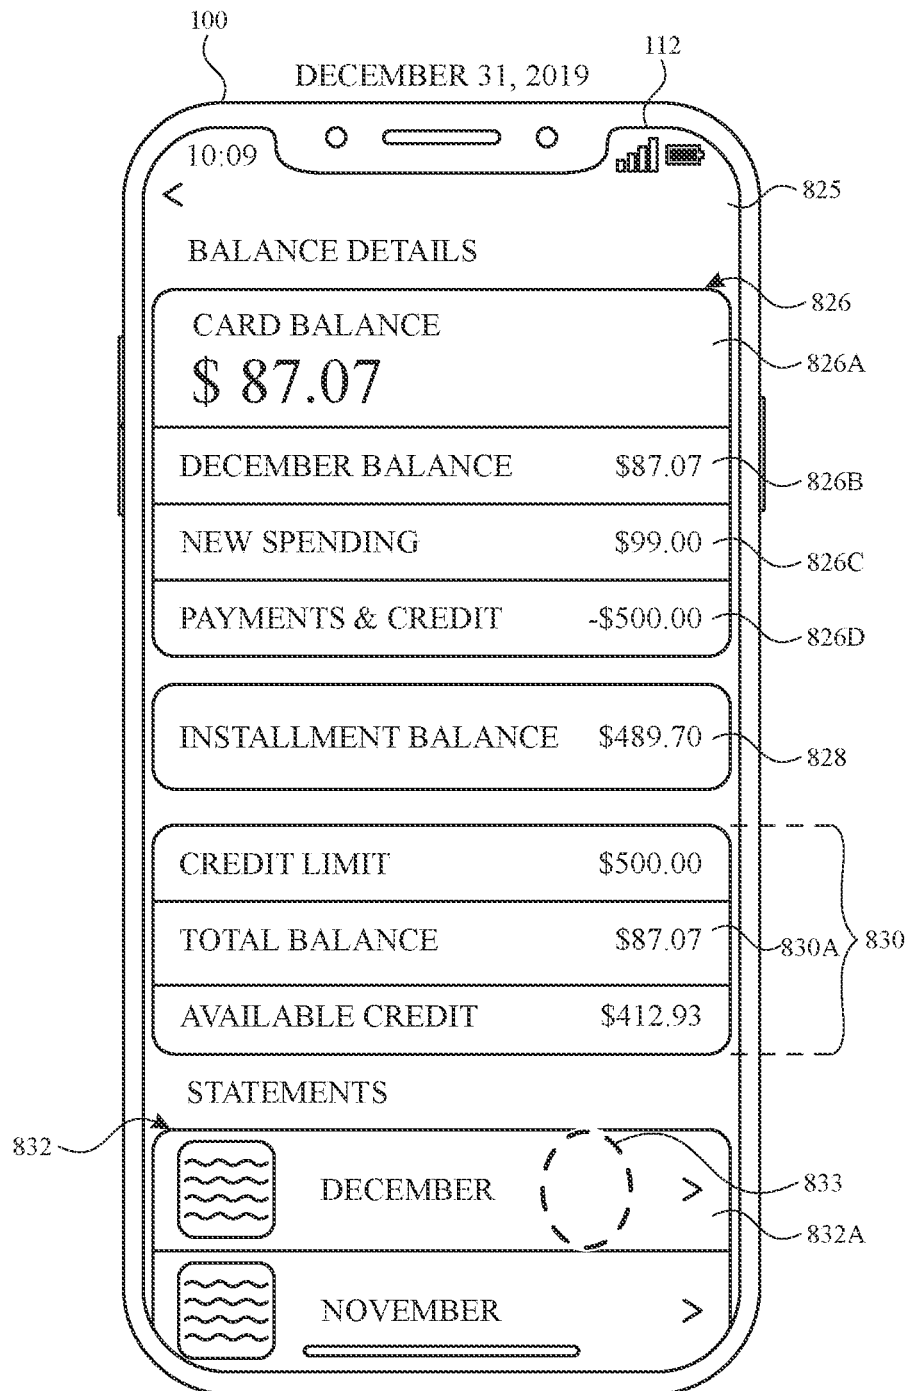 100
112
DECEMBER 31, 2019
10:09
<
825
BALANCE DETAILS
826
CARD BALANCE
826A
$ 87.07
DECEMBER BALANCE $87.07
826B
NEW SPENDING $99.00
826C
PAYMENTS & CREDIT -$500.00
826D
INSTALLMENT BALANCE $489.70
828
CREDIT LIMIT $500.00
TOTAL BALANCE $87.07
830A
830
AVAILABLE CREDIT $412.93
STATEMENTS
832
DECEMBER >
833
832A
NOVEMBER >